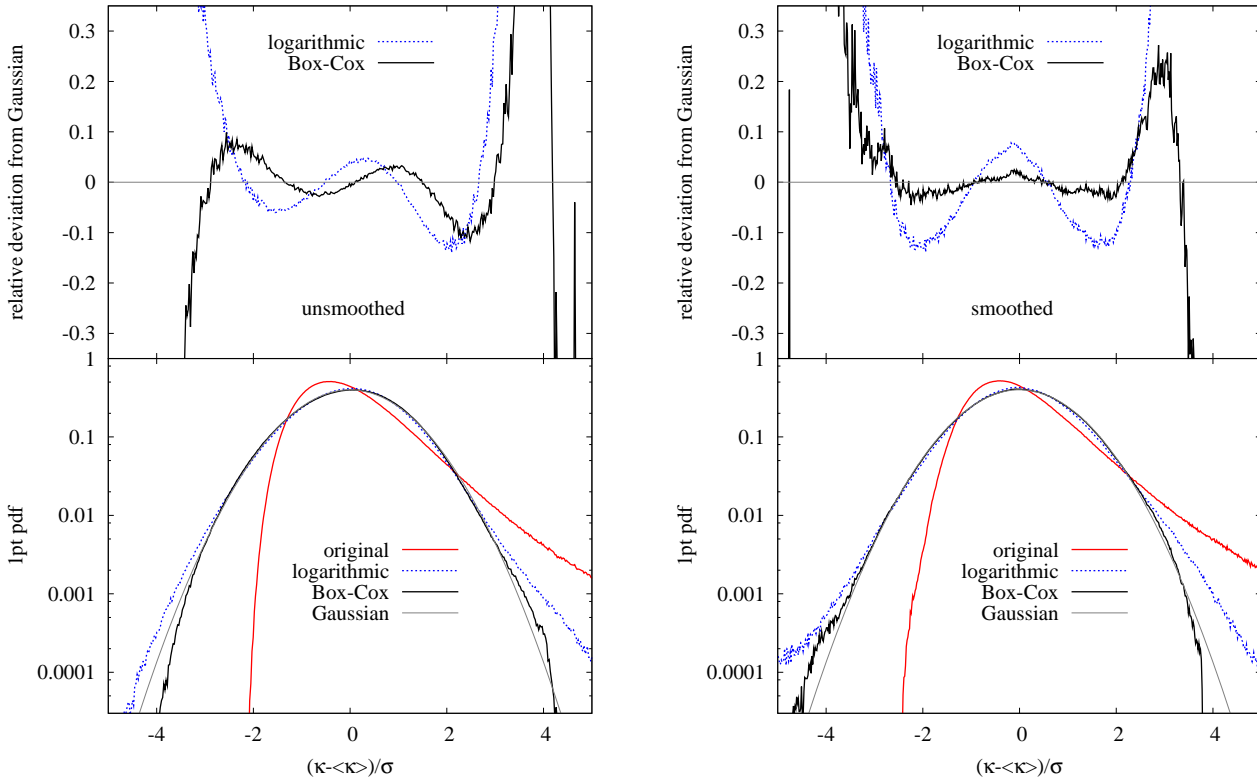 relative deviation from Gaussian
0.3
0.2
0.1
0
-0.1
-0.2
-0.3
logarithmic
Box-Cox
unsmoothed
1pt pdf
1
0.1
0.01
0.001
0.0001
original
logarithmic
Box-Cox
Gaussian
-4 -2 0 2 4
(κ-<κ>)/σ
relative deviation from Gaussian
0.3
0.2
0.1
0
-0.1
-0.2
-0.3
logarithmic
Box-Cox
smoothed
1pt pdf
1
0.1
0.01
0.001
0.0001
original
logarithmic
Box-Cox
Gaussian
-4 -2 0 2 4
(κ-<κ>)/σ